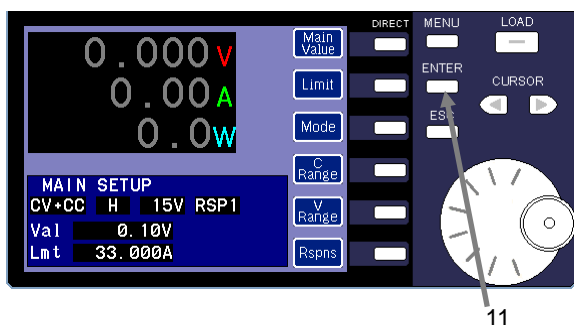 DIRECT MENU LOAD
0.000V
Main
Value
0.00A
Limit
ENTER
CURSOR
0.0W
Mode
ESC
C
Range
MAIN SETUP
CV+CC H 15V RSP1
V
Range
Val 0.10V
Lmt 33.000A
Rspns
11